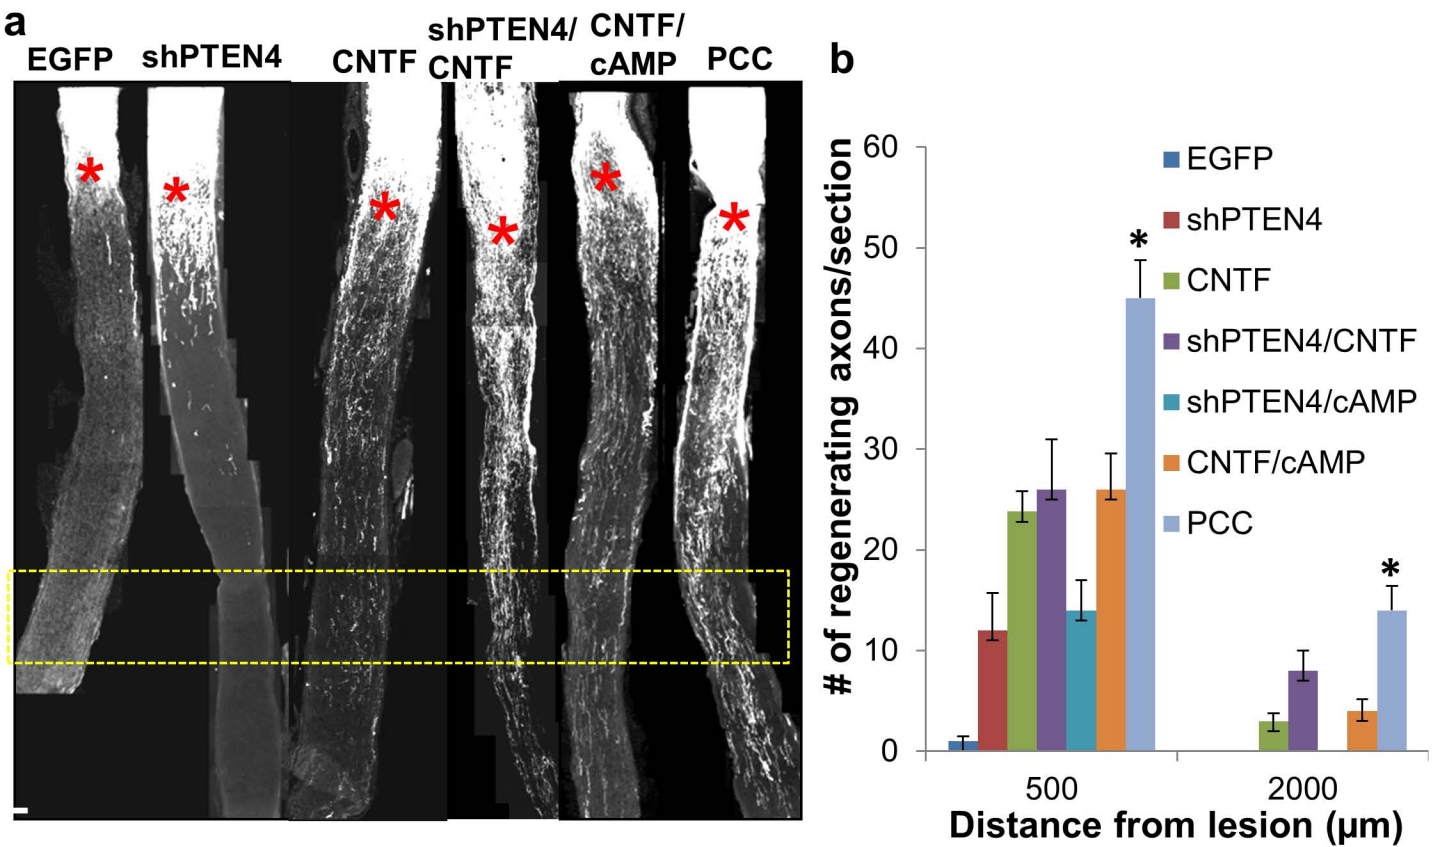 a
EGFP
shPTEN4
CNTF
shPTEN4/
CNTF
CNTF/
cAMP
PCC
*
*
*
*
*
*
b
# of regenerating axons/section
60
50
40
30
20
10
0
*
*
EGFP
shPTEN4
CNTF
shPTEN4/CNTF
shPTEN4/cAMP
CNTF/cAMP
PCC
500
2000
Distance from lesion (μm)